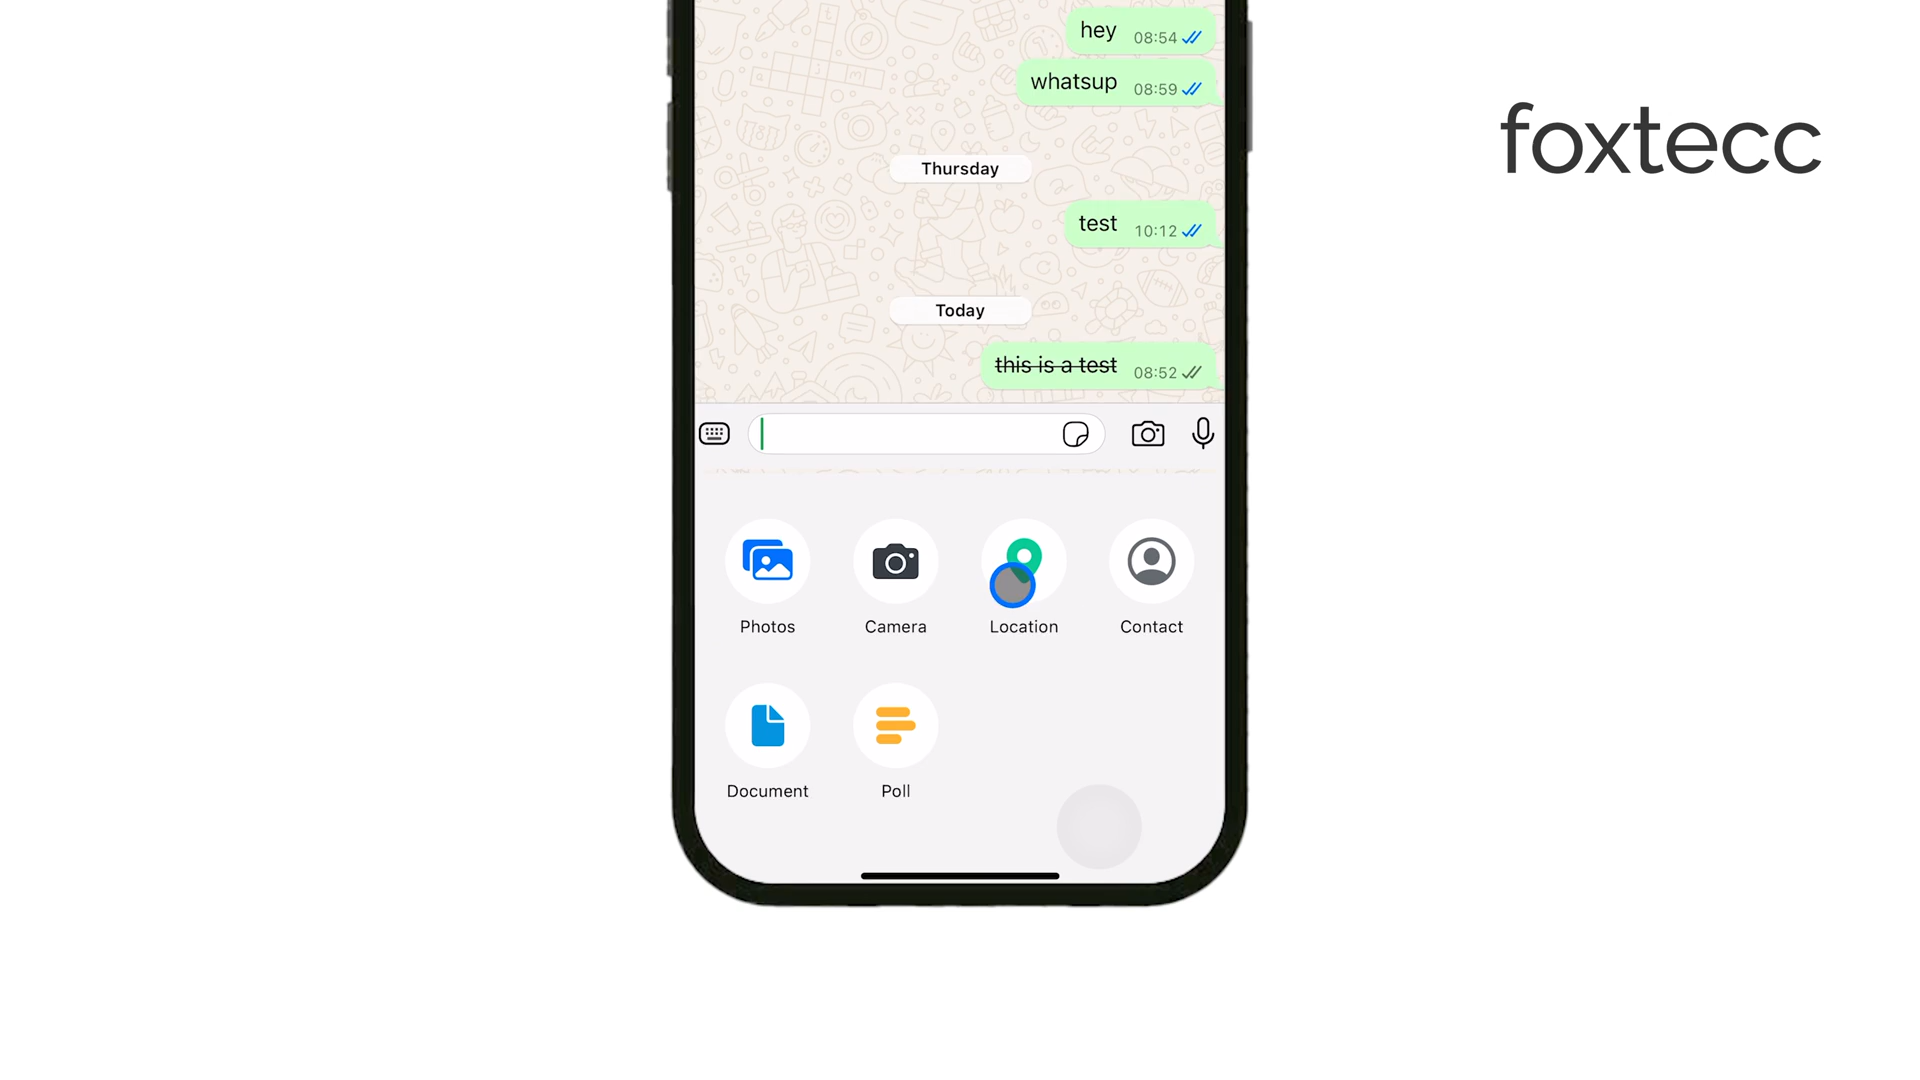 hey 08:54
whatsup 08:59
foxtecc
Thursday
test 10:12
Today
this is a test 08:52
Photos Camera Location Contact
Document Poll